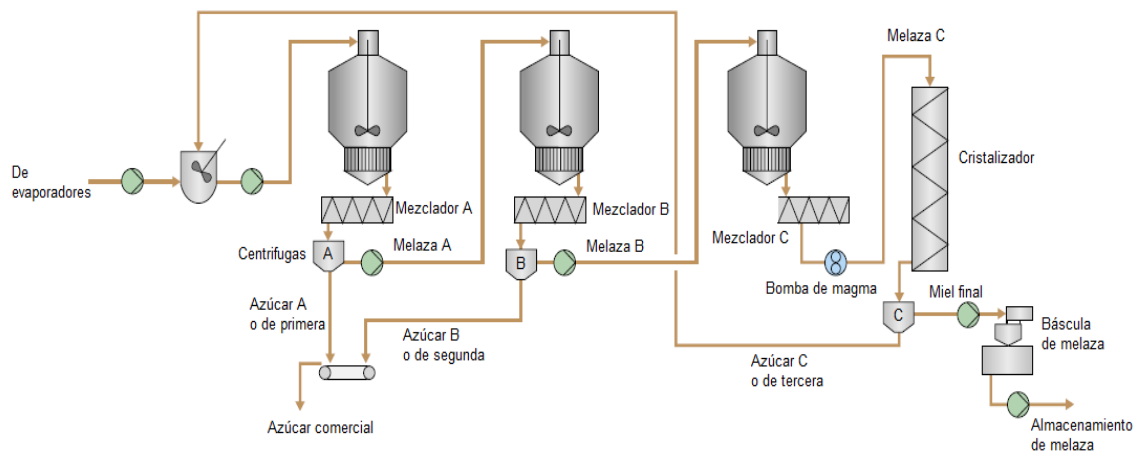 Melaza C
De
evaporadores
Cristalizador
Mezclador A
Mezclador B
Mezclador C
Centrífugas
A
Melaza A
B
Melaza B
Bomba de magma
Azúcar A
o de primera
Azúcar B
o de segunda
C
Miel final
Báscula
de melaza
Azúcar C
o de tercera
Azúcar comercial
Almacenamiento
de melaza